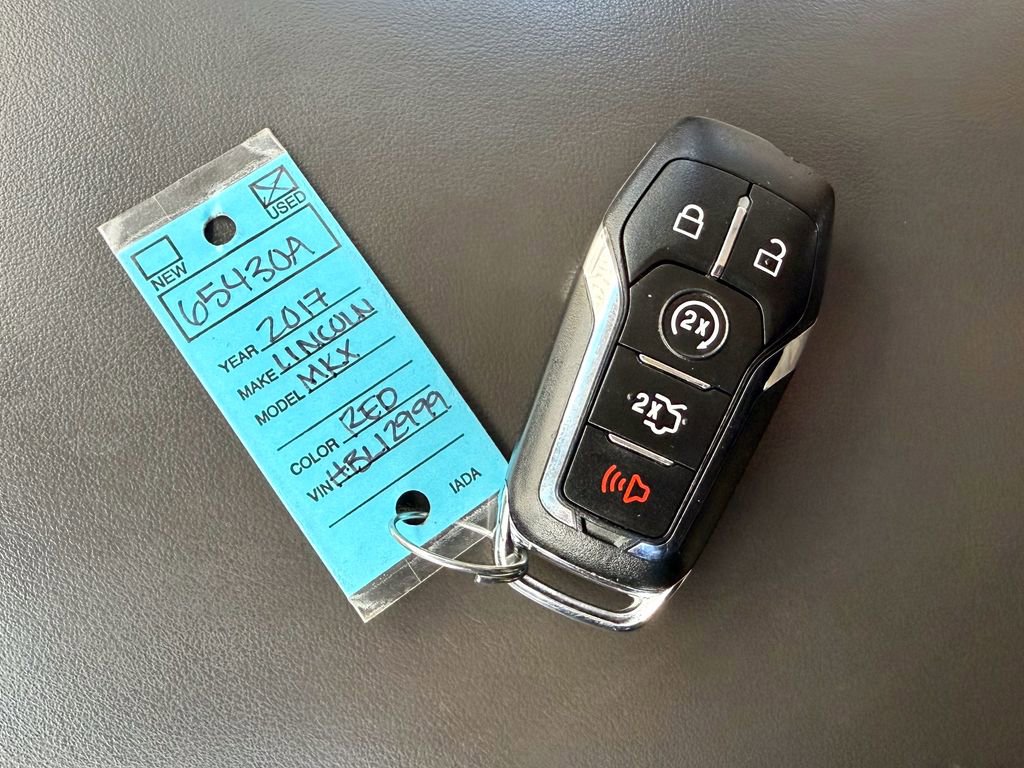 USED
NEW
65430A
YEAR 2017
MAKE LINCOLN
MODEL MKX
COLOR RED
VIN HBL12999
IADA
2x
2x